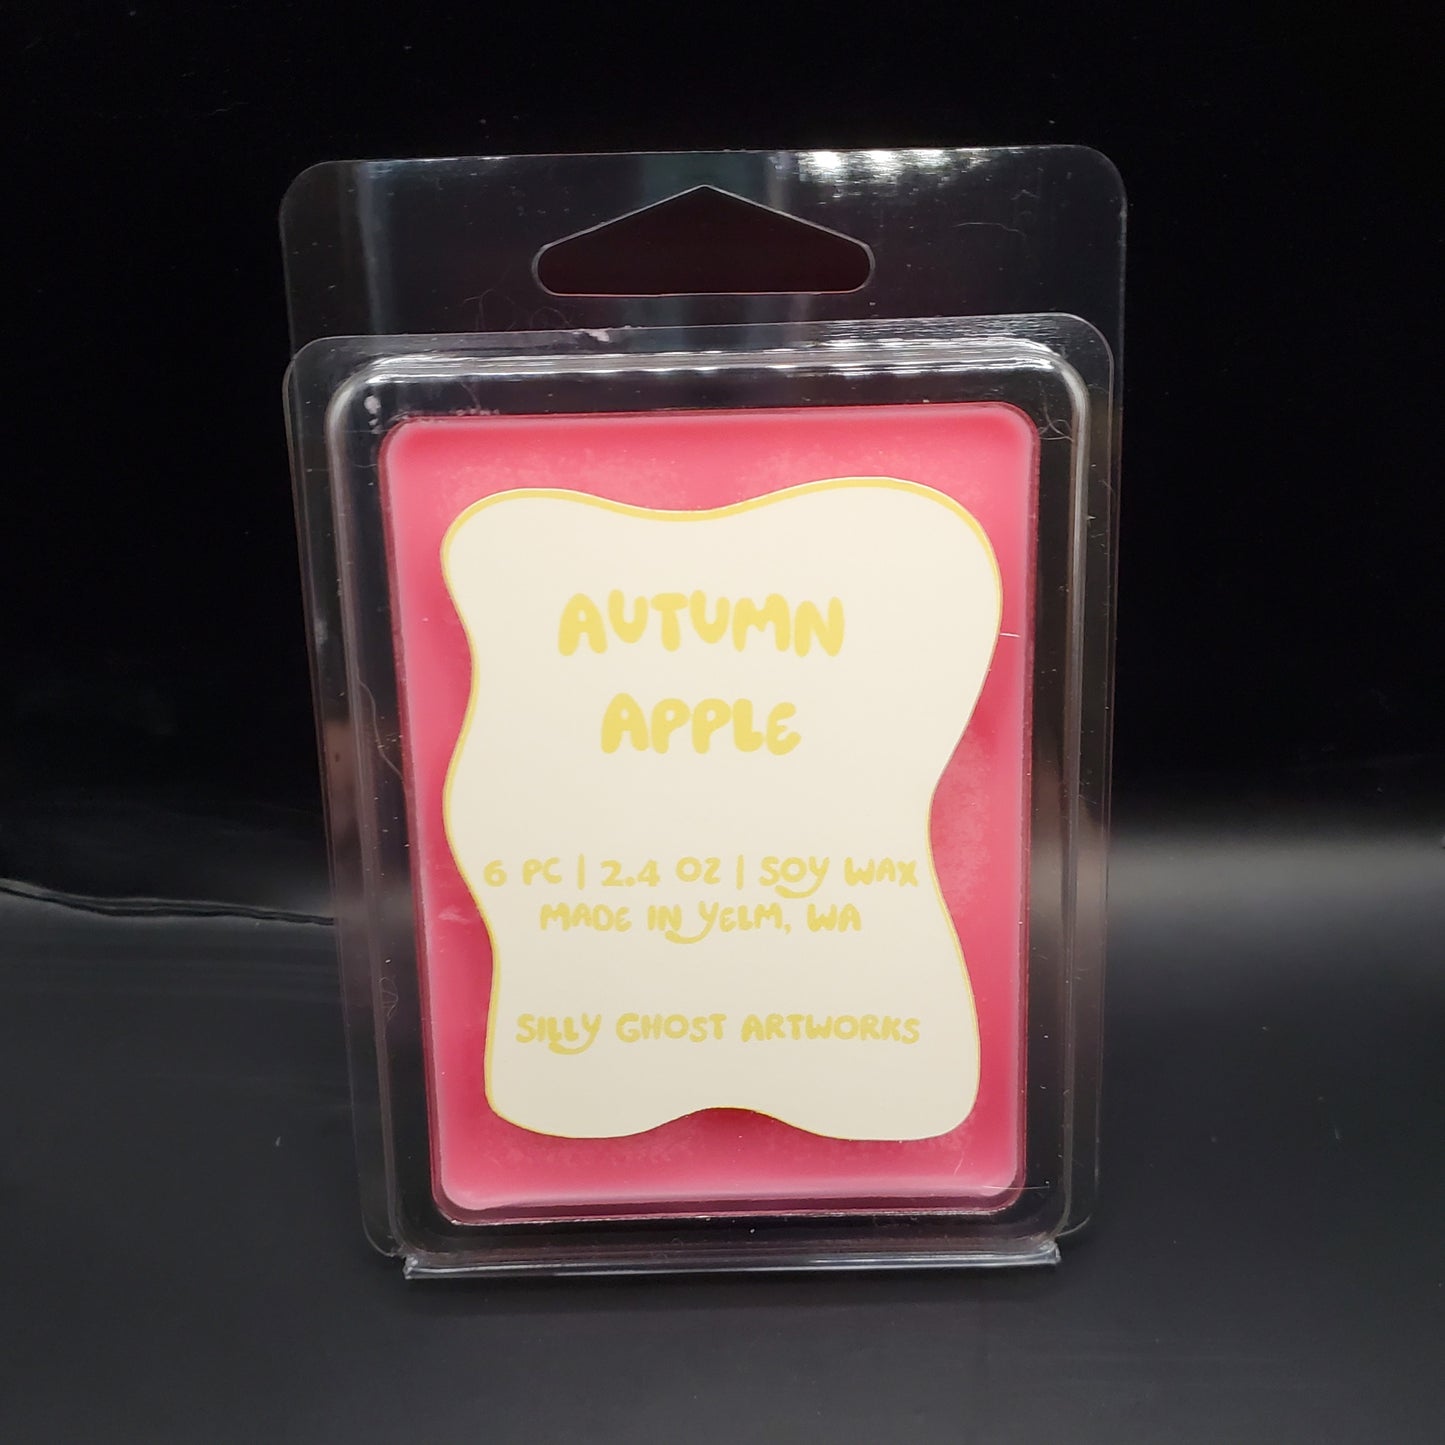 AUTUMN
APPLE
6 PC | 2.4 OZ | SOY WAX
MADE IN YELM, WA
SILLY GHOST ARTWORKS